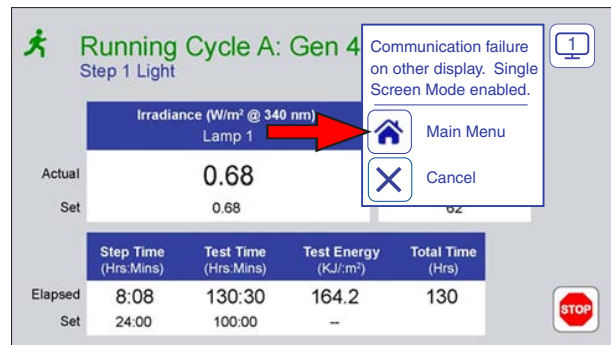 Running Cycle A: Gen 4
Step 1 Light
Communication failure
on other display. Single
Screen Mode enabled.
Main Menu
Cancel
1
Irradiance (W/m² @ 340 nm)
Lamp 1
Actual 0.68
Set 0.68 62
Step Time Test Time Test Energy Total Time
(Hrs:Mins) (Hrs:Mins) (KJ/:m²) (Hrs)
Elapsed 8:08 130:30 164.2 130
Set 24:00 100:00 --
STOP